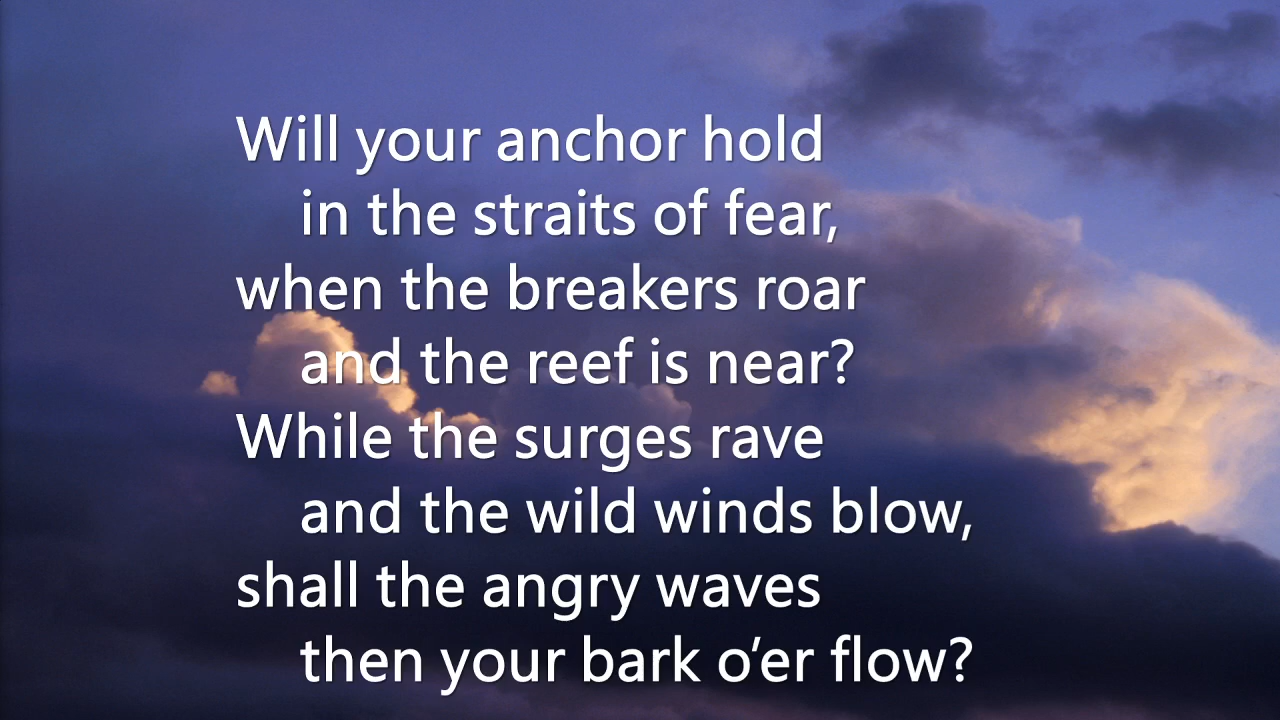 Will your anchor hold
in the straits of fear,
when the breakers roar
and the reef is near?
While the surges rave
and the wild winds blow,
shall the angry waves
then your bark o’er flow?